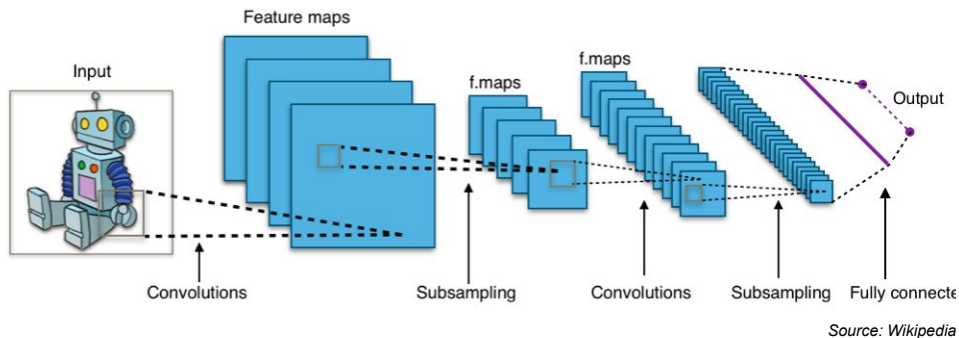 Feature maps
Input
f.maps
f.maps
Output
Convolutions
Subsampling
Convolutions
Subsampling
Fully connecte
Source: Wikipedia